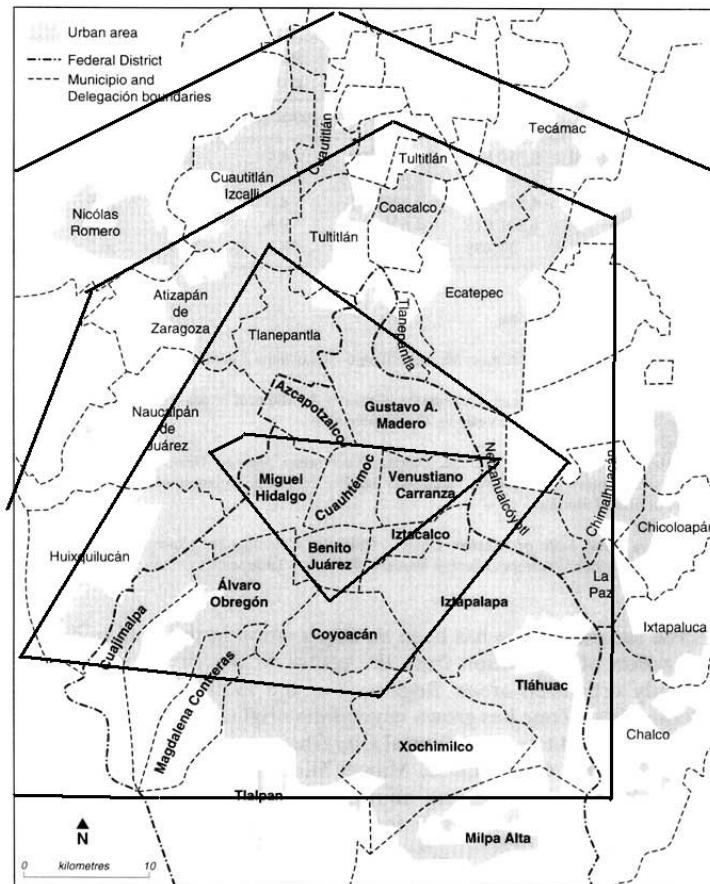 Urban area
Federal District
Municipio and
Delegación boundaries
Tecámac
Cuautitlán
Tultitlán
Cuautitlán
Izcalli
Coacalco
Nicólas
Romero
Tultitlán
Ecatepec
Atizapán
de
Zaragoza
Tlanepantla
Tlanepantla
Azcapotzalco
Gustavo A.
Madero
Naucalpán
de
Juárez
Nezahualcóyotl
Miguel
Hidalgo
Cuauhtémoc
Venustiano
Carranza
Chimalhuacán
Chicoloapán
Iztacalco
Huixquilucán
Benito
Juárez
La
Paz
Álvaro
Obregón
Iztapalapa
Cuajimalpa
Coyoacán
Ixtapaluca
Magdalena Contreras
Tláhuac
Xochimilco
Chalco
Tlalpan
N
Milpa Alta
0 kilometres 10